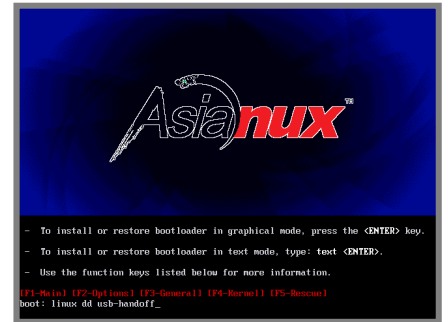 Asianux™
- To install or restore bootloader in graphical mode, press the <ENTER> key.
- To install or restore bootloader in text mode, type: text <ENTER>.
- Use the function keys listed below for more information.
[F1-Main] [F2-Options] [F3-General] [F4-Kernel] [F5-Rescue]
boot: linux dd usb-handoff_